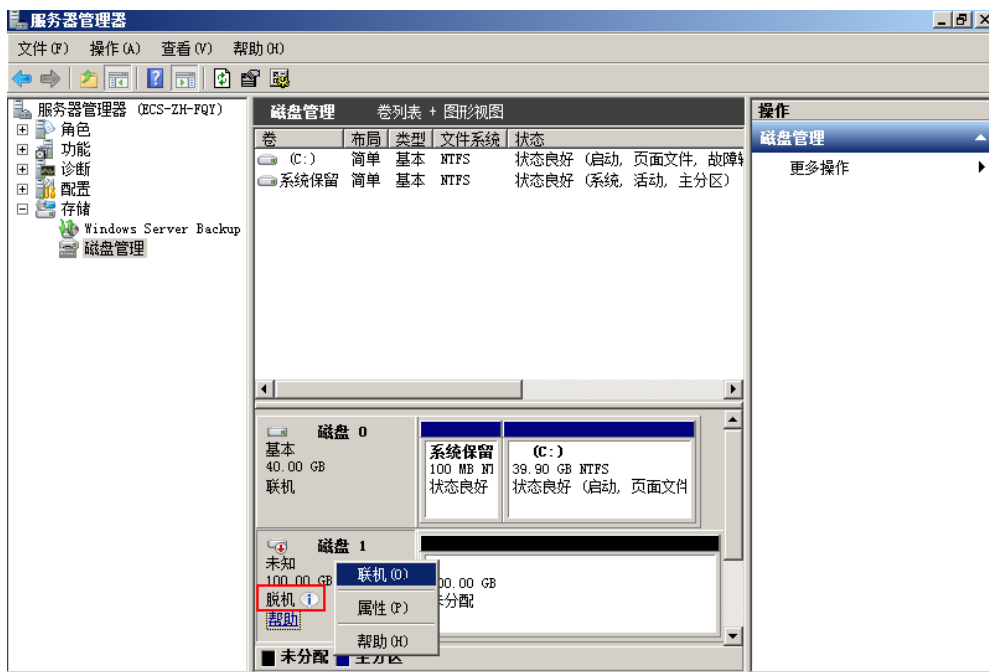 服务器管理器
文件(F) 操作(A) 查看(V) 帮助(H)
服务器管理器 (ECS-ZH-FQY)
角色
功能
诊断
配置
存储
Windows Server Backup
磁盘管理
磁盘管理 卷列表 + 图形视图
卷 布局 类型 文件系统 状态
(C:) 简单 基本 NTFS 状态良好 (启动, 页面文件, 故障
系统保留 简单 基本 NTFS 状态良好 (系统, 活动, 主分区)
磁盘 0
基本
40.00 GB
联机
系统保留
100 MB NT
状态良好
(C:)
39.90 GB NTFS
状态良好 (启动, 页面文件
磁盘 1
未知
100.00 GB
脱机
帮助
00.00 GB
未分配
联机(O)
属性(P)
帮助(H)
未分配 主分区
操作
磁盘管理
更多操作